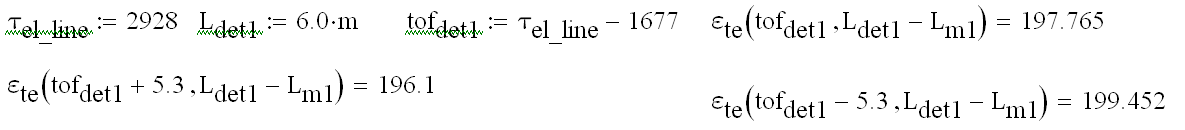 τel_line := 2928   Ldet1 := 6.0·m   tofdet1 := τel_line − 1677   εte(tofdet1 , Ldet1 − Lm1) = 197.765
εte(tofdet1 + 5.3 , Ldet1 − Lm1) = 196.1
εte(tofdet1 − 5.3 , Ldet1 − Lm1) = 199.452